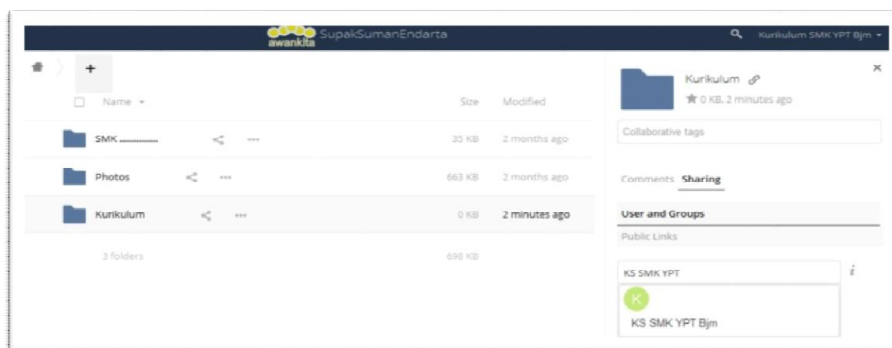 awankita SupakSumanEndarta
Kurikulum SMK YPT Bjm
+
Name Size Modified
SMK .............. 35 KB 2 months ago
Photos 663 KB 2 months ago
Kurikulum 0 KB 2 minutes ago
3 folders 698 KB
Kurikulum
0 KB, 2 minutes ago
Collaborative tags
Comments Sharing
User and Groups
Public Links
KS SMK YPT i
K
KS SMK YPT Bjm